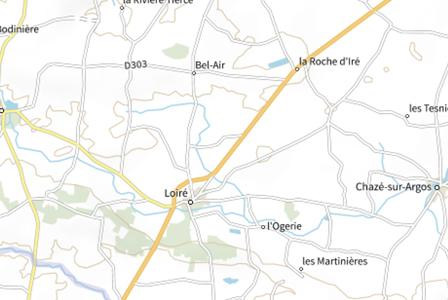 la Rivière-Tierce
Bodinière
Bel-Air
D303
la Roche d'Iré
les Tesni
Loiré
Chazé-sur-Argos
l'Ogerie
les Martinières